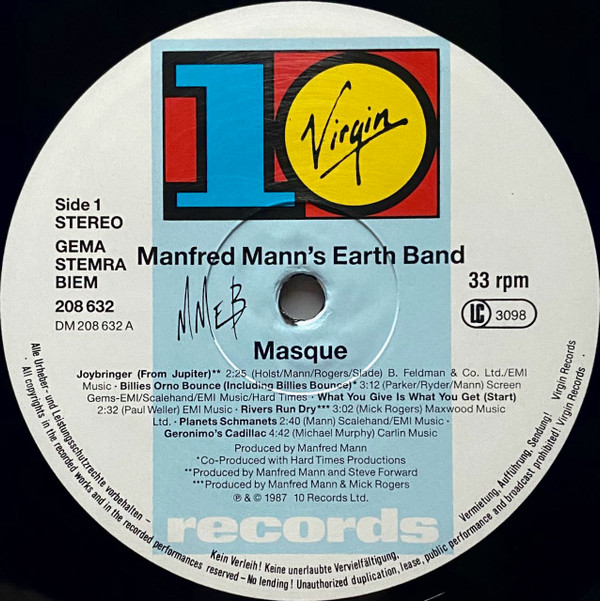 10
Virgin
Side 1
STEREO
GEMA
STEMRA
BIEM
208 632
DM 208 632 A
Manfred Mann's Earth Band
33 rpm
LC 3098
MMEB
Masque
Joybringer (From Jupiter)** 2:25 (Holst/Mann/Rogers/Slade) B. Feldman & Co. Ltd./EMI
Music · Billies Orno Bounce (Including Billies Bounce)* 3:12 (Parker/Ryder/Mann) Screen
Gems-EMI/Scalehand/EMI Music/Hard Times · What You Give Is What You Get (Start)
2:32 (Paul Weller) EMI Music · Rivers Run Dry*** 3:02 (Mick Rogers) Maxwood Music
Ltd. · Planets Schmanets 2:40 (Mann) Scalehand/EMI Music ·
Geronimo's Cadillac 4:42 (Michael Murphy) Carlin Music
Produced by Manfred Mann
*Co-Produced with Hard Times Productions
**Produced by Manfred Mann and Steve Forward
***Produced by Manfred Mann & Mick Rogers
℗ & © 1987 10 Records Ltd.
records
Alle Urheber- und Leistungsschutzrechte vorbehalten – Kein Verleih! Keine unerlaubte Vervielfältigung, Vermietung, Aufführung, Sendung! Virgin Records
· All copyrights in the recorded works and in the recorded performances reserved – No lending! Unauthorized duplication, lease, public performance and broadcast prohibited! Virgin Records ·